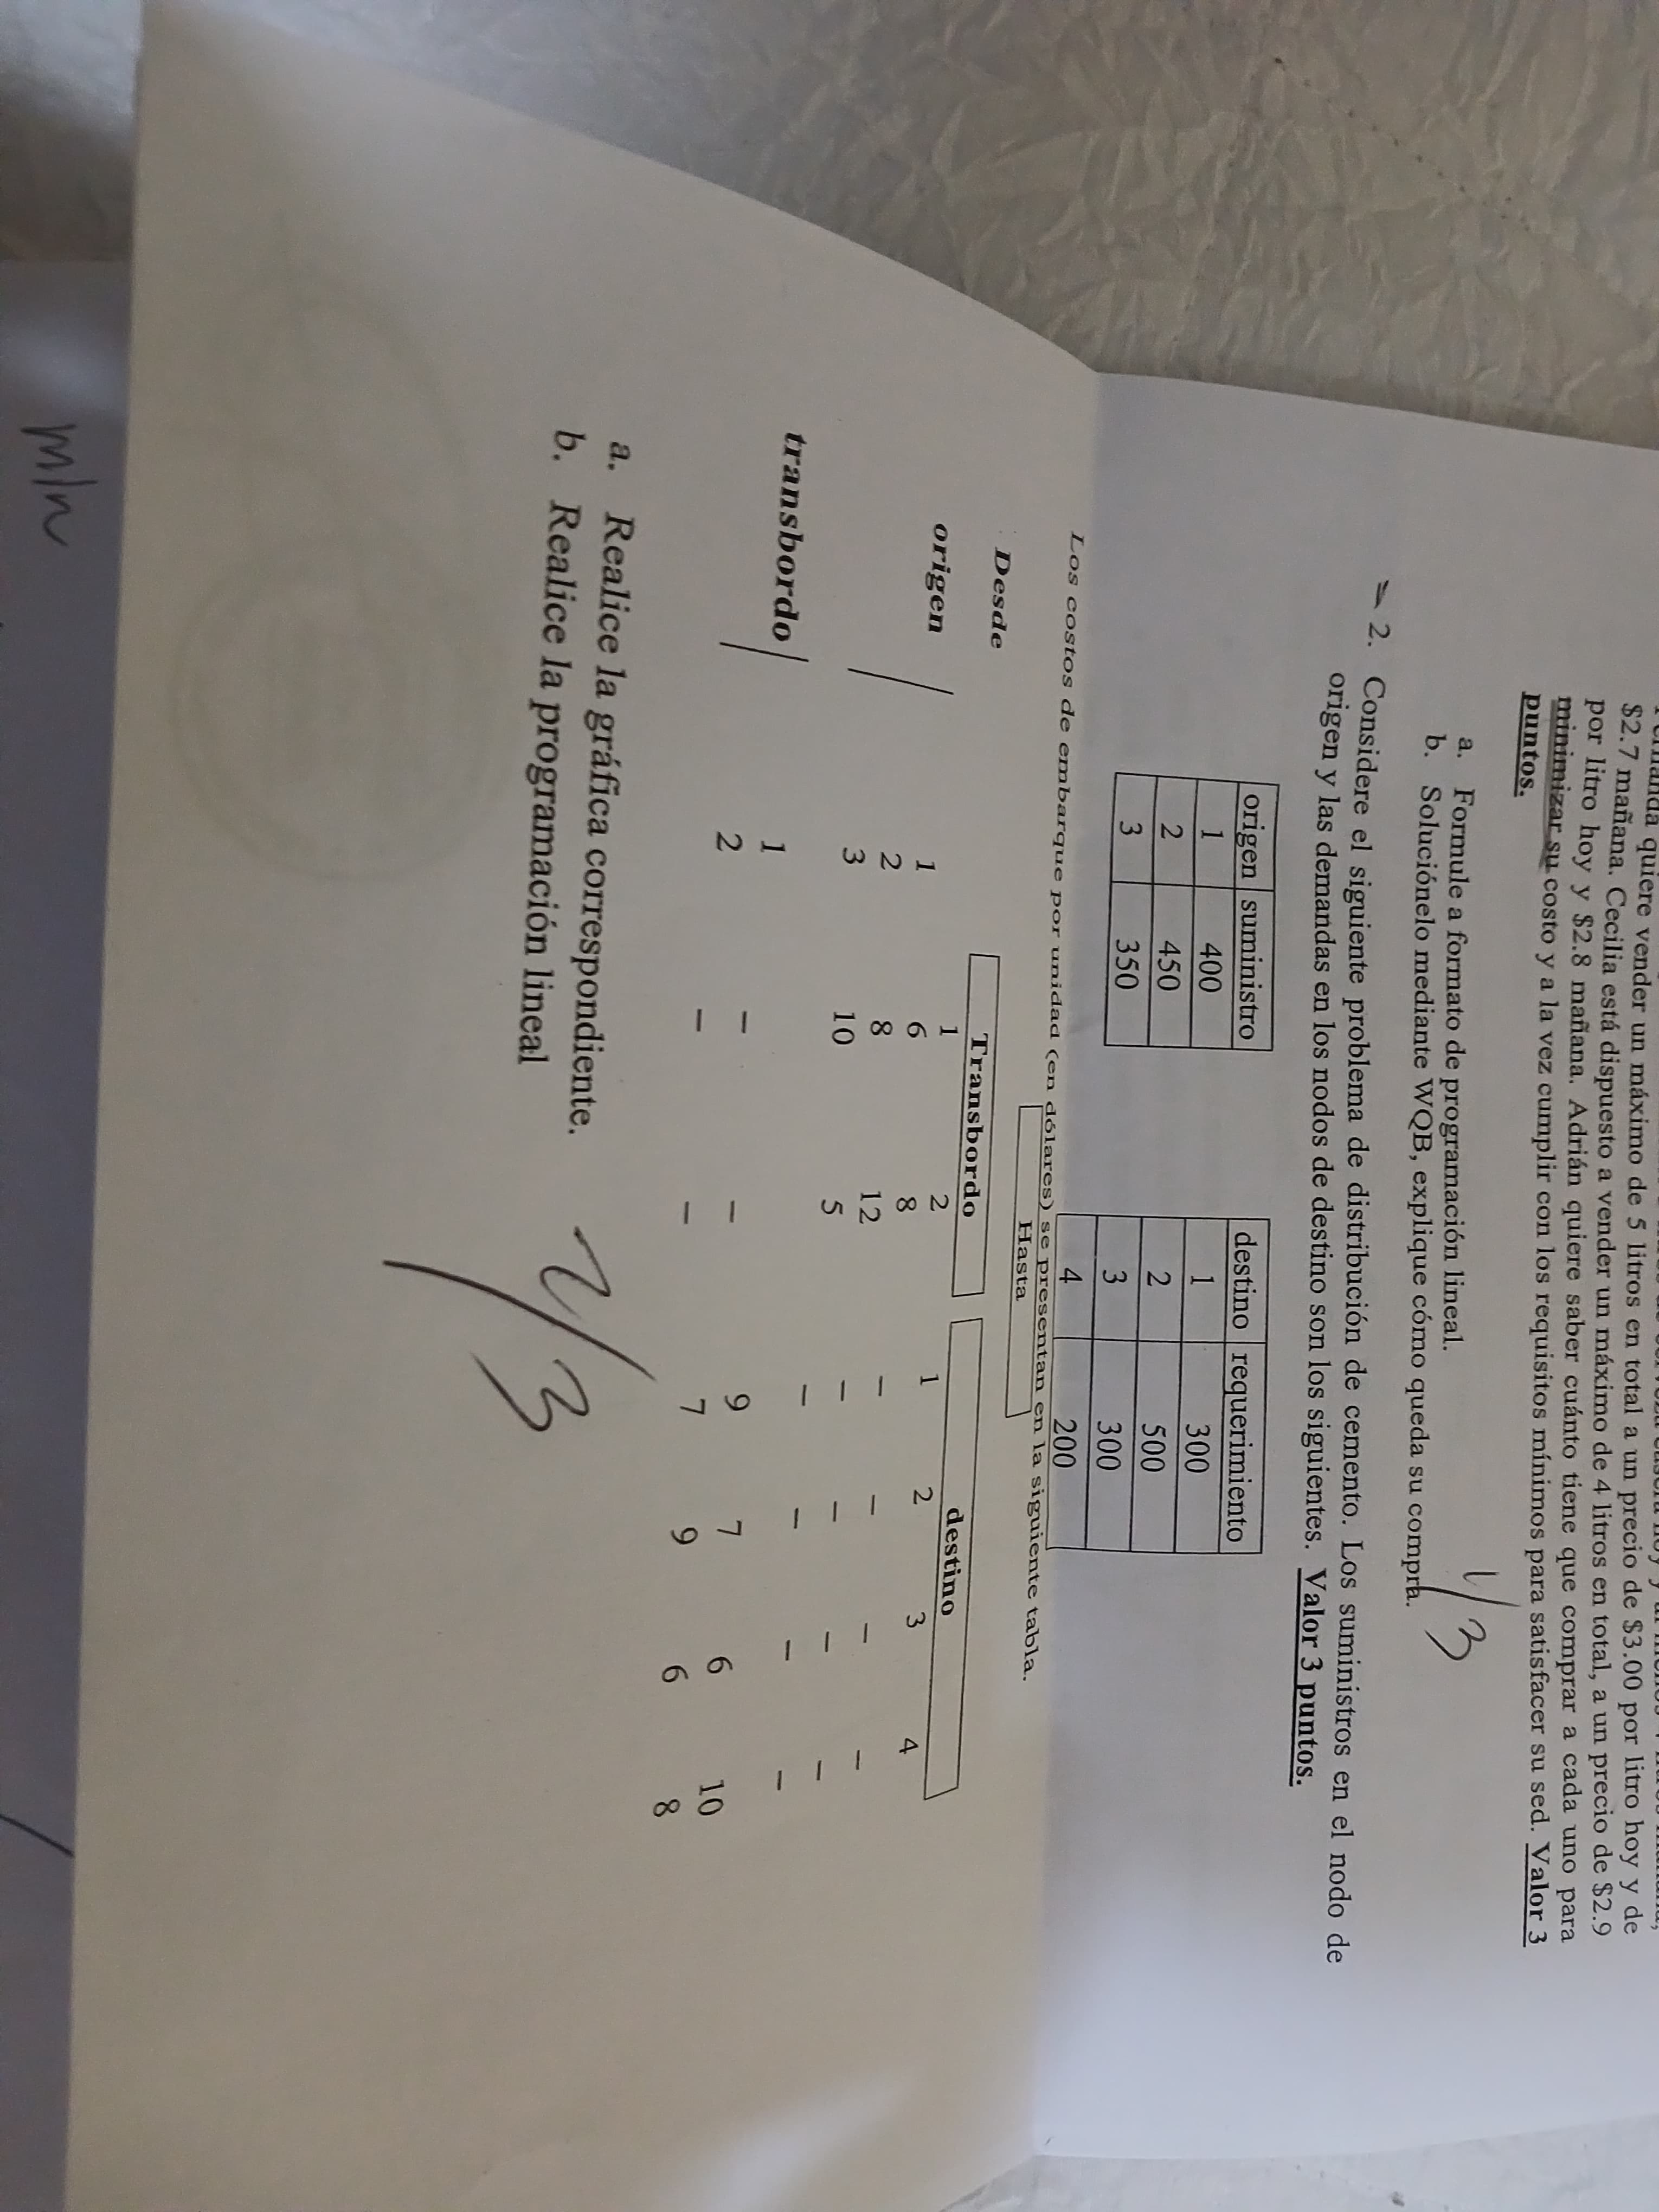 quiere vender un máximo de 5 litros en total a un precio de $3.00 por litro hoy y de
$2.7 mañana. Cecilia está dispuesto a vender un máximo de 4 litros en total, a un precio de $2.9
por litro hoy y $2.8 mañana. Adrián quiere saber cuánto tiene que comprar a cada uno para
minimizar su costo y a la vez cumplir con los requisitos mínimos para satisfacer su sed. Valor 3
puntos.
1/3
a. Formule a formato de programación lineal.
b. Soluciónelo mediante WQB, explique cómo queda su compra.
2. Considere el siguiente problema de distribución de cemento. Los suministros en el nodo de
origen y las demandas en los nodos de destino son los siguientes. Valor 3 puntos.
origen suministro
1 400
2 450
3 350
destino requerimiento
1 300
2 500
3 300
4 200
Los costos de embarque por unidad (en dólares) se presentan en la siguiente tabla.
Hasta
Desde
Transbordo destino
origen
1 2 1 2 3 4
1 6 8 – – – –
2 8 12 – – – –
3 10 5 – – – –
transbordo
1 – – 9 7 6 10
2 – – 7 9 6 8
a. Realice la gráfica correspondiente.
b. Realice la programación lineal
2/3
min